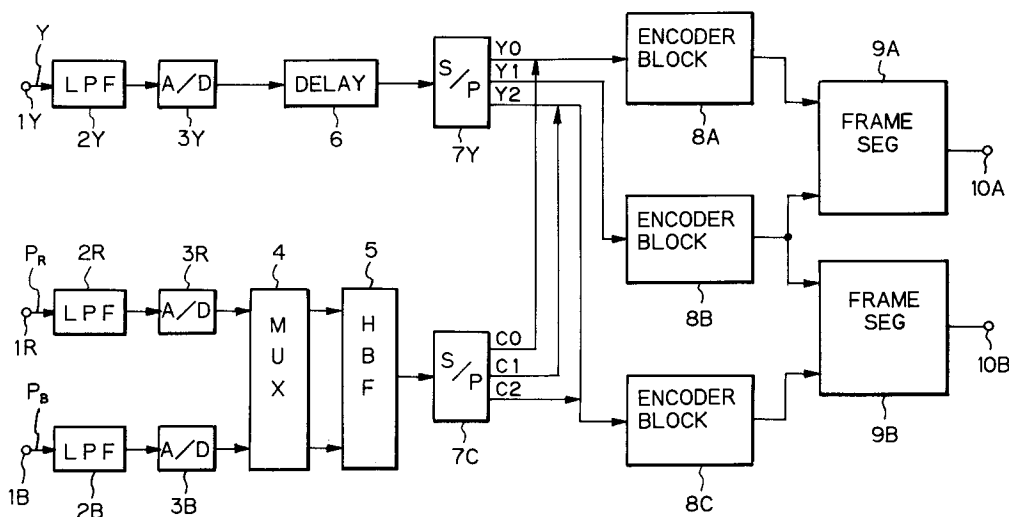 Y
LPF
A/D
DELAY
S/P
Y0
Y1
Y2
ENCODER
BLOCK
9A
1Y
2Y
3Y
6
7Y
8A
FRAME
SEG
10A
ENCODER
BLOCK
8B
PR
2R
3R
4
5
LPF
A/D
MUX
HBF
1R
S/P
C0
C1
C2
FRAME
SEG
10B
PB
LPF
A/D
7C
ENCODER
BLOCK
9B
1B
2B
3B
8C